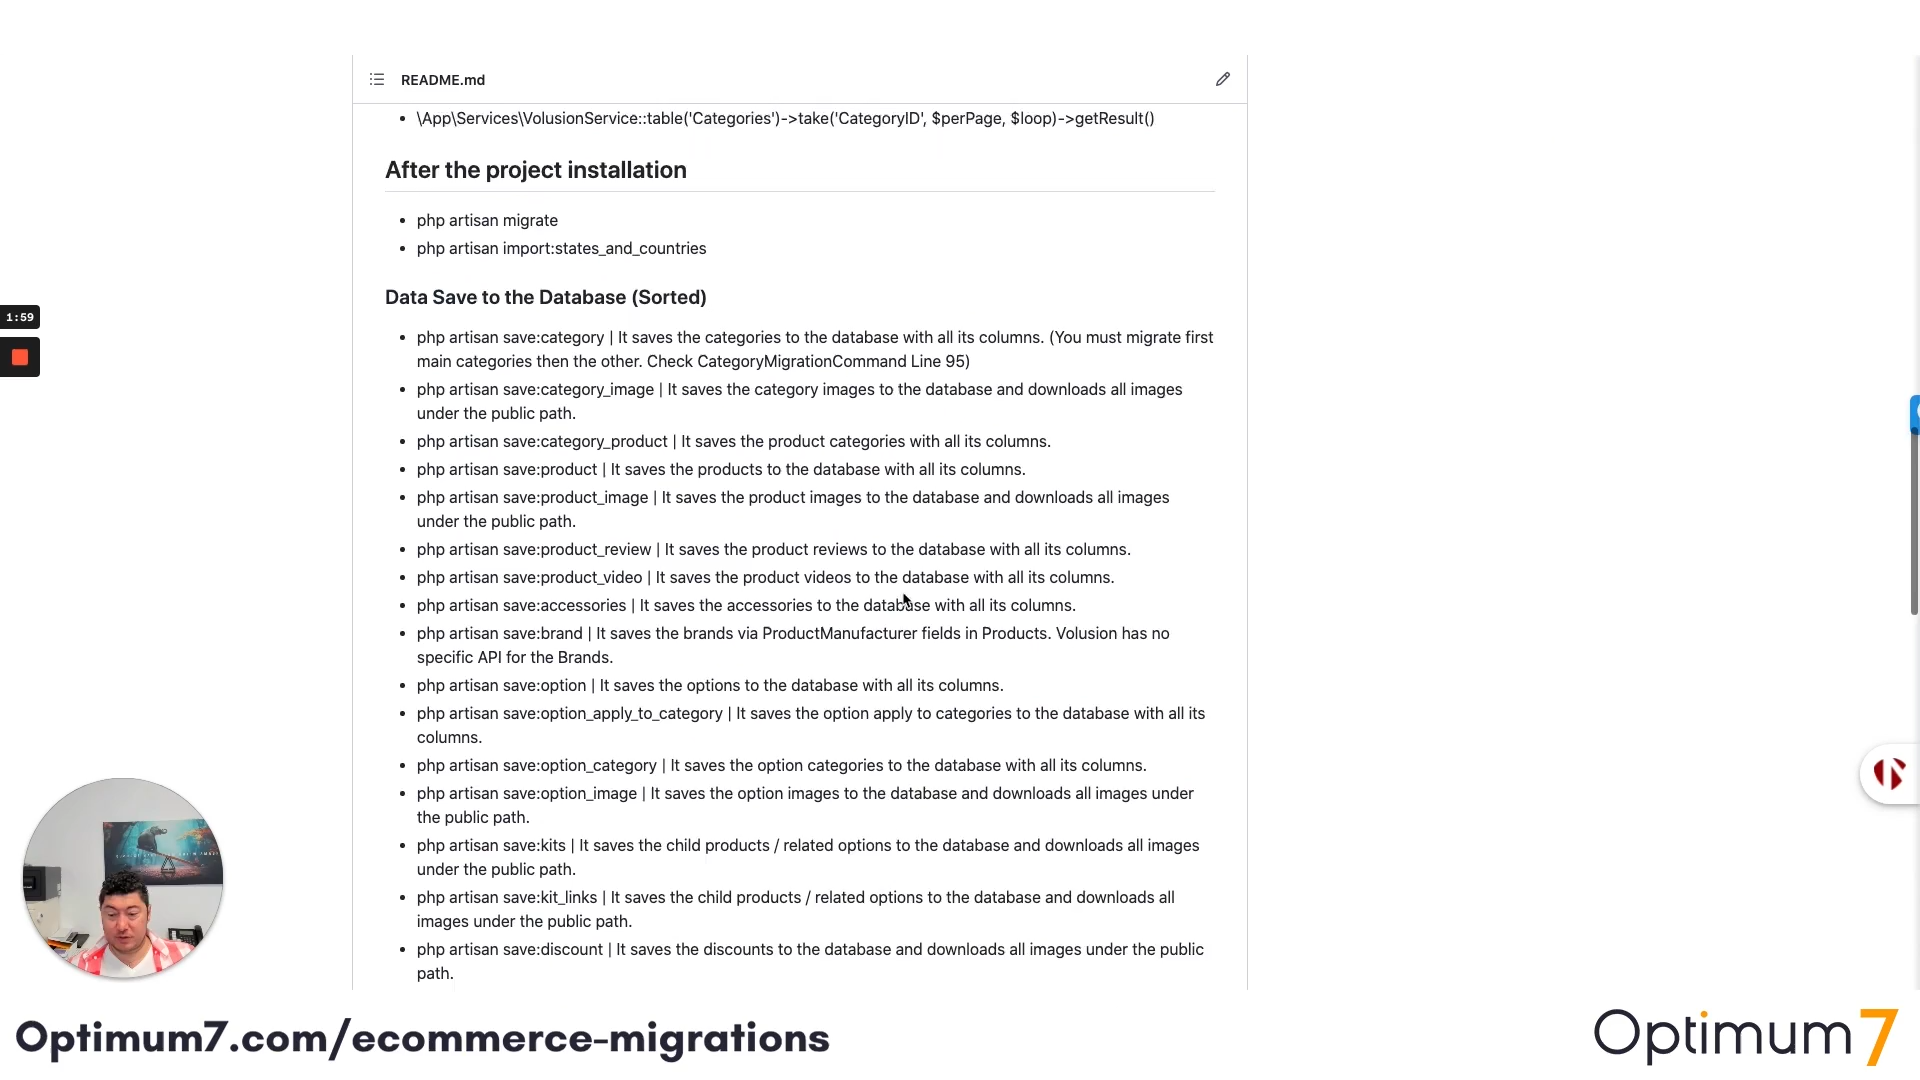 README.md
\App\Services\VolusionService::table('Categories')->take('CategoryID', $perPage, $loop)->getResult()
After the project installation
php artisan migrate
php artisan import:states_and_countries
Data Save to the Database (Sorted)
php artisan save:category | It saves the categories to the database with all its columns. (You must migrate first
main categories then the other. Check CategoryMigrationCommand Line 95)
php artisan save:category_image | It saves the category images to the database and downloads all images
under the public path.
php artisan save:category_product | It saves the product categories with all its columns.
php artisan save:product | It saves the products to the database with all its columns.
php artisan save:product_image | It saves the product images to the database and downloads all images
under the public path.
php artisan save:product_review | It saves the product reviews to the database with all its columns.
php artisan save:product_video | It saves the product videos to the database with all its columns.
php artisan save:accessories | It saves the accessories to the database with all its columns.
php artisan save:brand | It saves the brands via ProductManufacturer fields in Products. Volusion has no
specific API for the Brands.
php artisan save:option | It saves the options to the database with all its columns.
php artisan save:option_apply_to_category | It saves the option apply to categories to the database with all its
columns.
php artisan save:option_category | It saves the option categories to the database with all its columns.
php artisan save:option_image | It saves the option images to the database and downloads all images under
the public path.
php artisan save:kits | It saves the child products / related options to the database and downloads all images
under the public path.
php artisan save:kit_links | It saves the child products / related options to the database and downloads all
images under the public path.
php artisan save:discount | It saves the discounts to the database and downloads all images under the public
path.
1:59
Optimum7.com/ecommerce-migrations
Optimum7